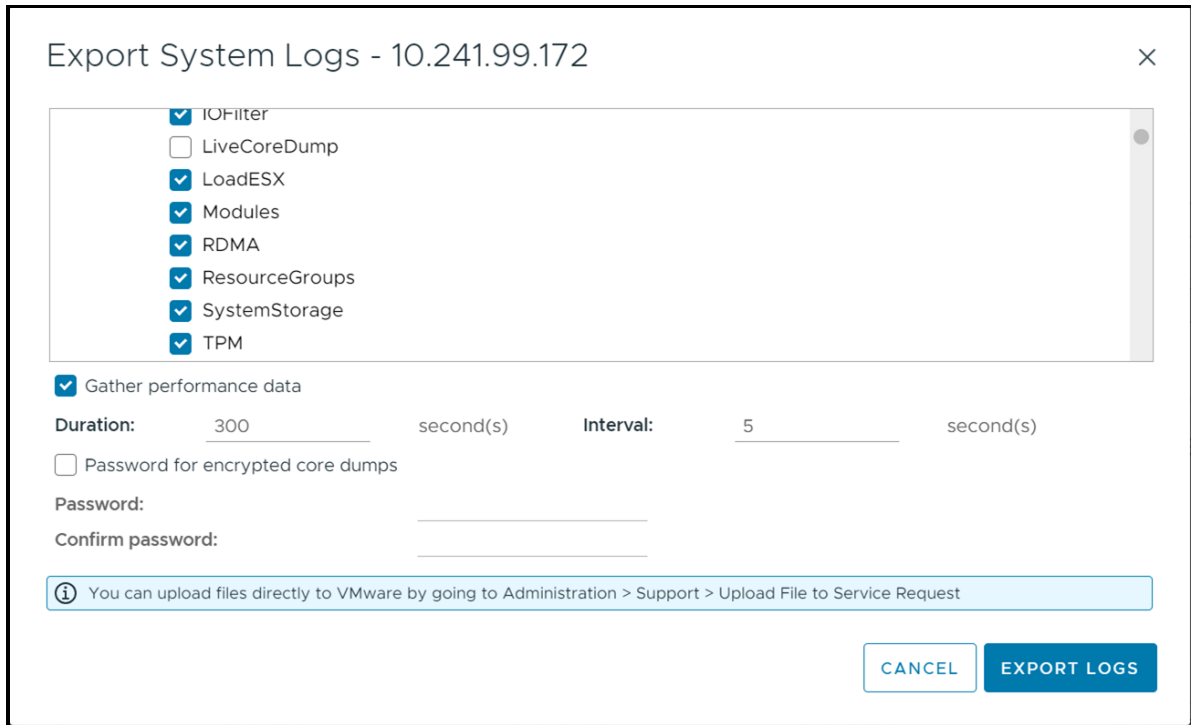 Export System Logs - 10.241.99.172
IOFilter
LiveCoreDump
LoadESX
Modules
RDMA
ResourceGroups
SystemStorage
TPM
Gather performance data
Duration: 300 second(s) Interval: 5 second(s)
Password for encrypted core dumps
Password:
Confirm password:
You can upload files directly to VMware by going to Administration > Support > Upload File to Service Request
CANCEL EXPORT LOGS